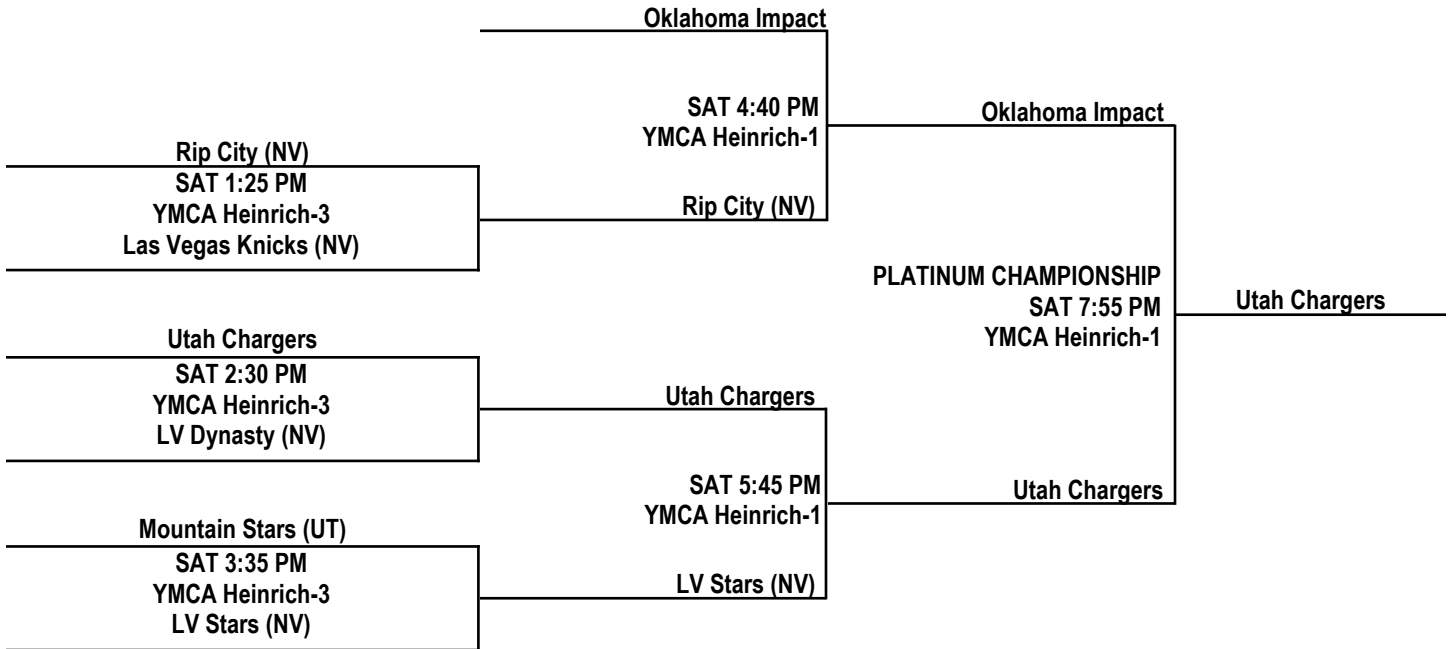 Oklahoma Impact
SAT 4:40 PM
YMCA Heinrich-1
Oklahoma Impact
Rip City (NV)
SAT 1:25 PM
YMCA Heinrich-3
Las Vegas Knicks (NV)
Rip City (NV)
PLATINUM CHAMPIONSHIP
SAT 7:55 PM
YMCA Heinrich-1
Utah Chargers
Utah Chargers
SAT 2:30 PM
YMCA Heinrich-3
LV Dynasty (NV)
Utah Chargers
SAT 5:45 PM
YMCA Heinrich-1
Utah Chargers
Mountain Stars (UT)
SAT 3:35 PM
YMCA Heinrich-3
LV Stars (NV)
LV Stars (NV)